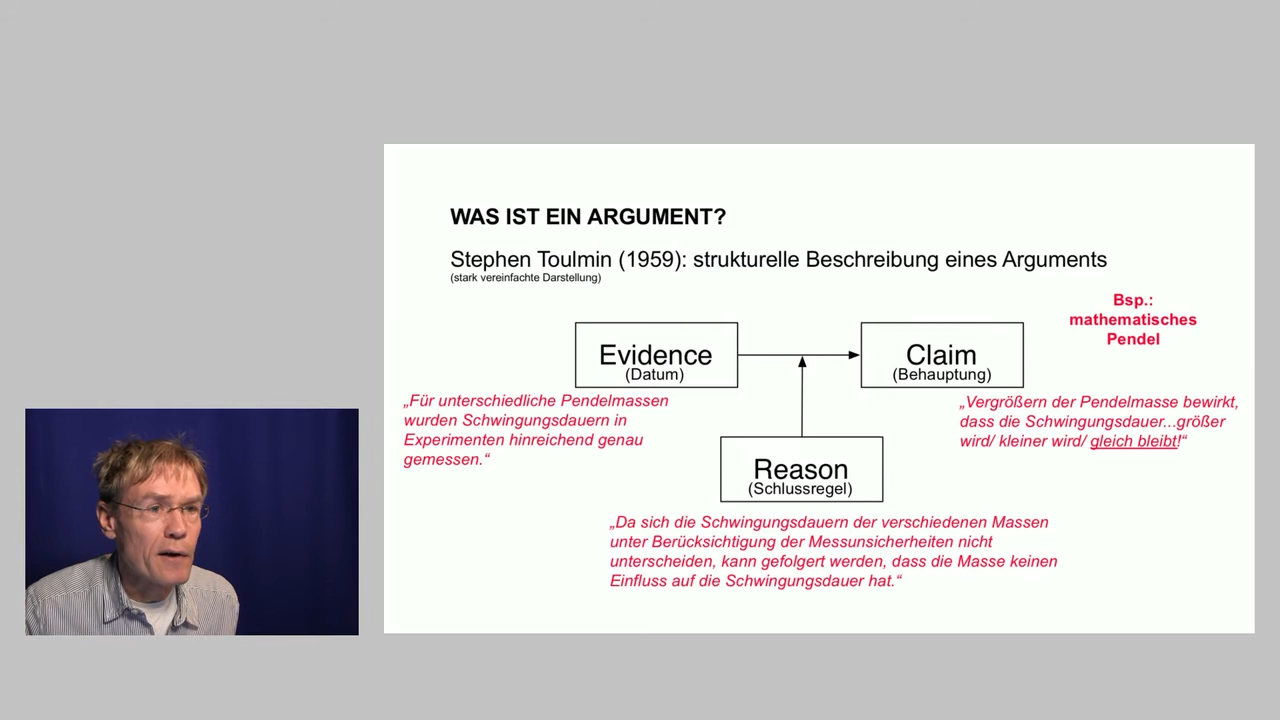 WAS IST EIN ARGUMENT?
Stephen Toulmin (1959): strukturelle Beschreibung eines Arguments
(stark vereinfachte Darstellung)
Bsp.:
mathematisches
Pendel
Evidence
(Datum)
Claim
(Behauptung)
„Für unterschiedliche Pendelmassen
wurden Schwingungsdauern in
Experimenten hinreichend genau
gemessen.“
„Vergrößern der Pendelmasse bewirkt,
dass die Schwingungsdauer...größer
wird/ kleiner wird/ gleich bleibt!“
Reason
(Schlussregel)
„Da sich die Schwingungsdauern der verschiedenen Massen
unter Berücksichtigung der Messunsicherheiten nicht
unterscheiden, kann gefolgert werden, dass die Masse keinen
Einfluss auf die Schwingungsdauer hat.“